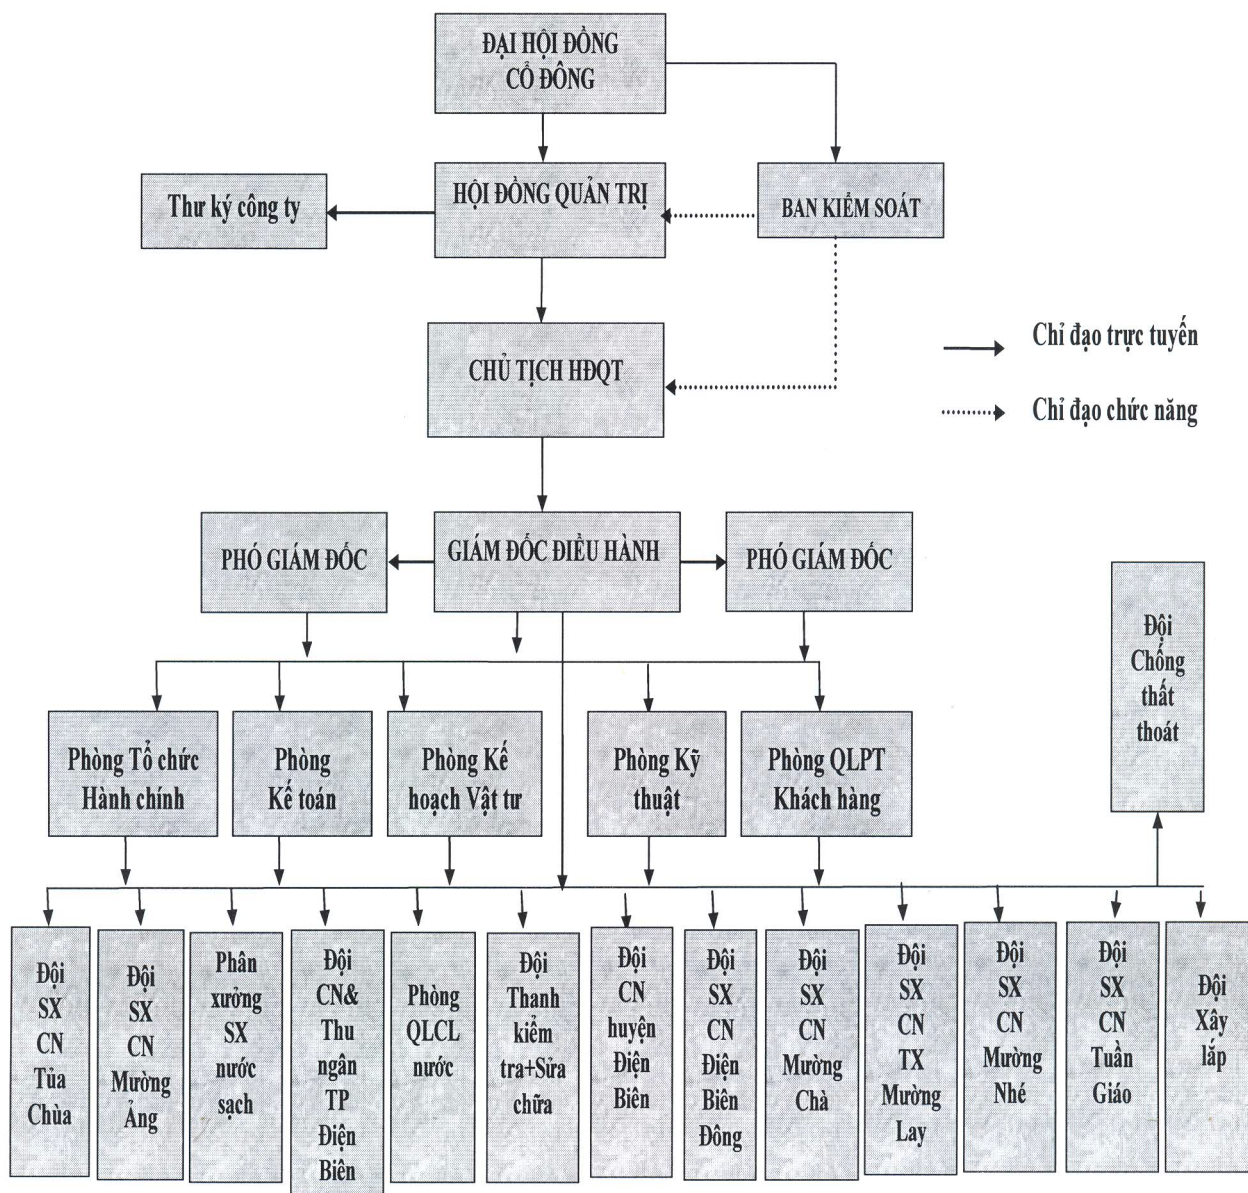 ĐẠI HỘI ĐỒNG
CỔ ĐÔNG
Thư ký công ty
HỘI ĐỒNG QUẢN TRỊ
BAN KIỂM SOÁT
CHỦ TỊCH HĐQT
Chỉ đạo trực tuyến
Chỉ đạo chức năng
PHÓ GIÁM ĐỐC
GIÁM ĐỐC ĐIỀU HÀNH
PHÓ GIÁM ĐỐC
Đội
Chống
thất
thoát
Phòng Tổ chức
Hành chính
Phòng
Kế toán
Phòng Kế
hoạch Vật tư
Phòng Kỹ
thuật
Phòng QLPT
Khách hàng
Đội
SX
CN
Tủa
Chùa
Đội
SX
CN
Mường
Ảng
Phân
xưởng
SX
nước
sạch
Đội
CN&
Thu
ngân
TP
Điện
Biên
Phòng
QLCL
nước
Đội
Thanh
kiểm
tra+Sửa
chữa
Đội
CN
huyện
Điện
Biên
Đội
SX
CN
Điện
Biên
Đông
Đội
SX
CN
Mường
Chà
Đội
SX
CN
TX
Mường
Lay
Đội
SX
CN
Mường
Nhé
Đội
SX
CN
Tuần
Giáo
Đội
Xây
lắp